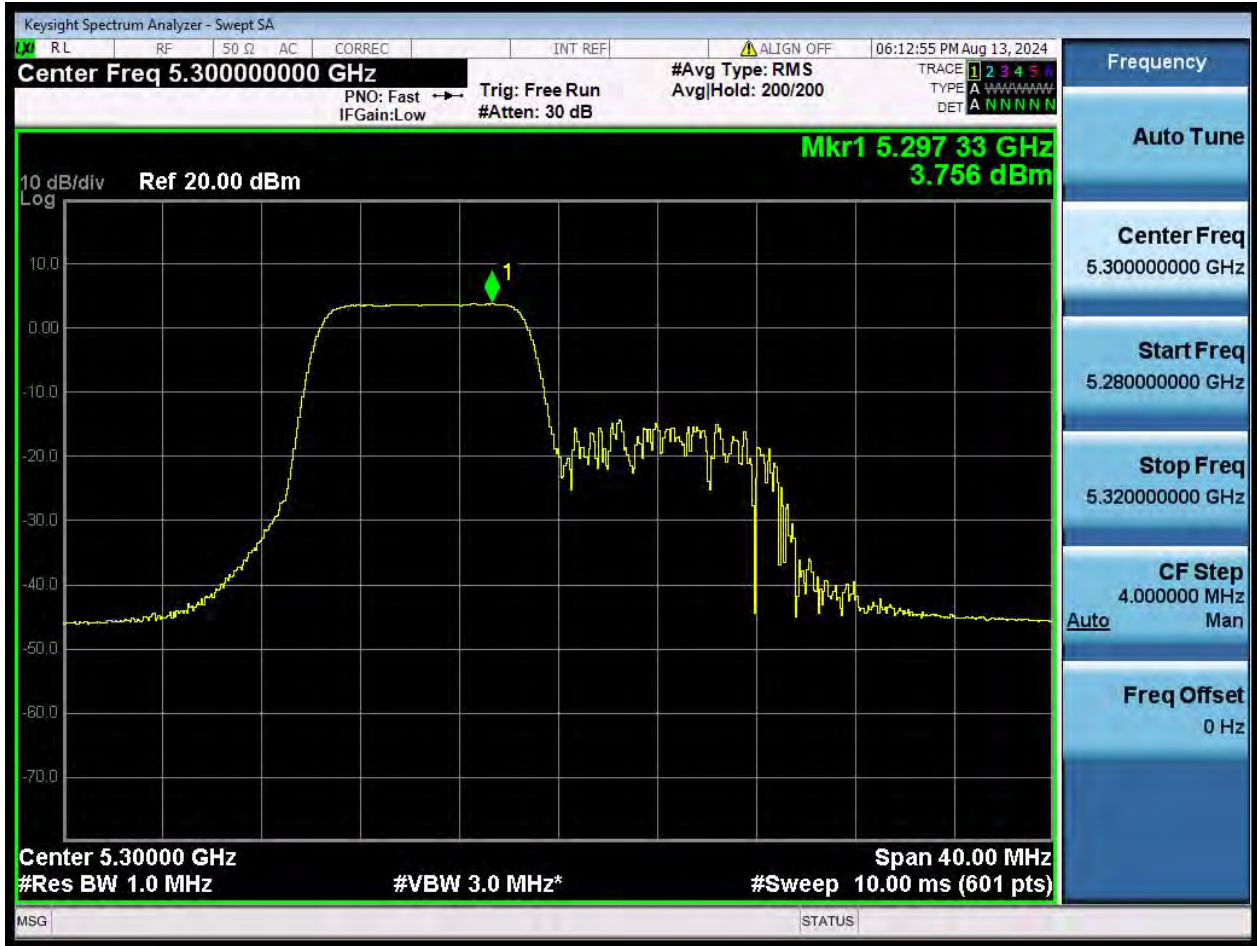 Keysight Spectrum Analyzer - Swept SA
LXI RL RF 50 Ω AC CORREC INT REF ALIGN OFF 06:12:55 PM Aug 13, 2024
Center Freq 5.300000000 GHz
PNO: Fast
IFGain:Low
Trig: Free Run
#Atten: 30 dB
#Avg Type: RMS
Avg|Hold: 200/200
TRACE 1 2 3 4 5 6
TYPE A WWWWW
DET A N N N N N
Mkr1 5.297 33 GHz
3.756 dBm
10 dB/div Ref 20.00 dBm
Log
10.0
0.00
-10.0
-20.0
-30.0
-40.0
-50.0
-60.0
-70.0
1
Center 5.30000 GHz
Span 40.00 MHz
#Res BW 1.0 MHz
#VBW 3.0 MHz*
#Sweep 10.00 ms (601 pts)
MSG
STATUS
Frequency
Auto Tune
Center Freq
5.300000000 GHz
Start Freq
5.280000000 GHz
Stop Freq
5.320000000 GHz
CF Step
4.000000 MHz
Auto Man
Freq Offset
0 Hz